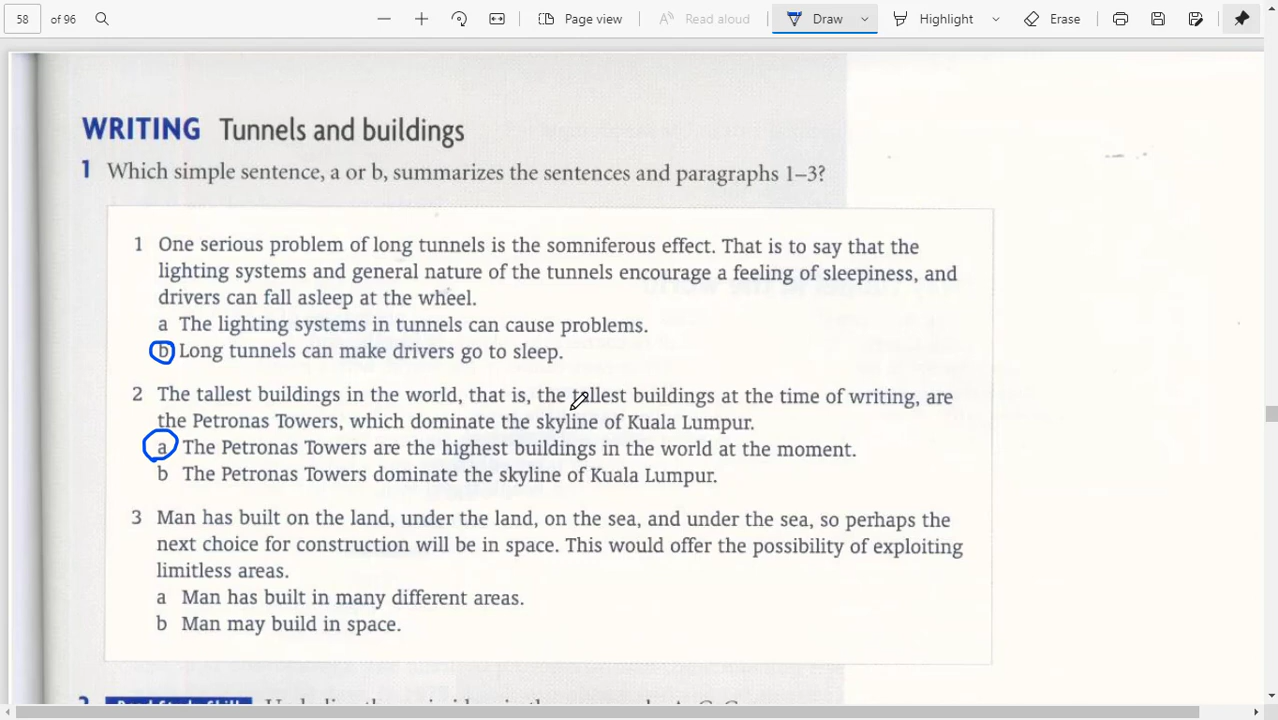 58 of 96 Page view Read aloud Draw Highlight Erase
WRITING Tunnels and buildings
1 Which simple sentence, a or b, summarizes the sentences and paragraphs 1–3?
1 One serious problem of long tunnels is the somniferous effect. That is to say that the
lighting systems and general nature of the tunnels encourage a feeling of sleepiness, and
drivers can fall asleep at the wheel.
a The lighting systems in tunnels can cause problems.
b Long tunnels can make drivers go to sleep.
2 The tallest buildings in the world, that is, the tallest buildings at the time of writing, are
the Petronas Towers, which dominate the skyline of Kuala Lumpur.
a The Petronas Towers are the highest buildings in the world at the moment.
b The Petronas Towers dominate the skyline of Kuala Lumpur.
3 Man has built on the land, under the land, on the sea, and under the sea, so perhaps the
next choice for construction will be in space. This would offer the possibility of exploiting
limitless areas.
a Man has built in many different areas.
b Man may build in space.